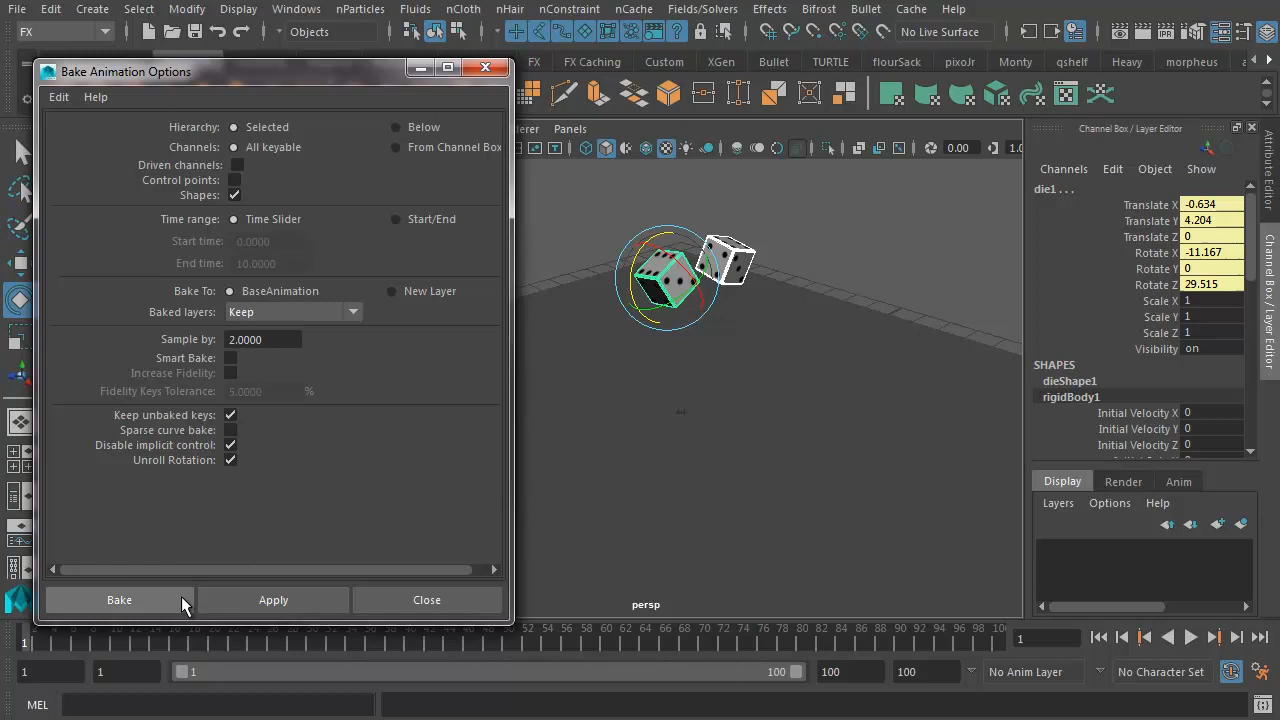 File Edit Create Select Modify Display Windows nParticles Fluids nCloth nHair nConstraint nCache Fields/Solvers Effects Bifrost Bullet Cache Help
FX Objects No Live Surface
Bake Animation Options
FX FX Caching Custom XGen Bullet TURTLE flourSack pixoJr Monty qshelf Heavy morpheus
Edit Help
Hierarchy: Selected Below
Channels: All keyable From Channel Box
Driven channels:
Control points:
Shapes:
Time range: Time Slider Start/End
Start time: 0.0000
End time: 10.0000
Bake To: BaseAnimation New Layer
Baked layers: Keep
Sample by: 2.0000
Smart Bake:
Increase Fidelity:
Fidelity Keys Tolerance: 5.0000 %
Keep unbaked keys:
Sparse curve bake:
Disable implicit control:
Unroll Rotation:
Bake Apply Close
Panels
0.00 1.0
persp
Channel Box / Layer Editor
Channels Edit Object Show
die1 ...
Translate X -0.634
Translate Y 4.204
Translate Z 0
Rotate X -11.167
Rotate Y 0
Rotate Z 29.515
Scale X 1
Scale Y 1
Scale Z 1
Visibility on
SHAPES
dieShape1
rigidBody1
Initial Velocity X 0
Initial Velocity Y 0
Initial Velocity Z 0
Attribute Editor
Channel Box / Layer Editor
Display Render Anim
Layers Options Help
52 54 56 58 60 62 64 66 68 70 72 74 76 78 80 82 84 86 88 90 92 94 96 98
1
1
1 1 1 100 100 100 No Anim Layer No Character Set
MEL